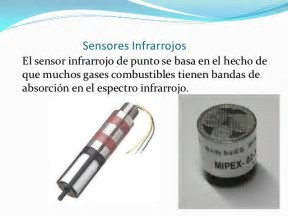 Sensores Infrarrojos
El sensor infrarrojo de punto se basa en el hecho de
que muchos gases combustibles tienen bandas de
absorción en el espectro infrarrojo.
MIPEX-02